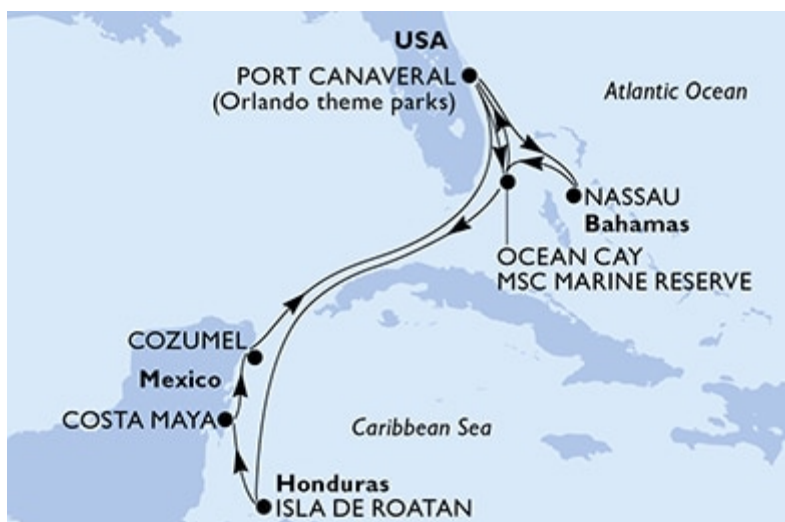 USA
PORT CANAVERAL
(Orlando theme parks)
Atlantic Ocean
NASSAU
Bahamas
OCEAN CAY
MSC MARINE RESERVE
COZUMEL
Mexico
COSTA MAYA
Caribbean Sea
Honduras
ISLA DE ROATAN